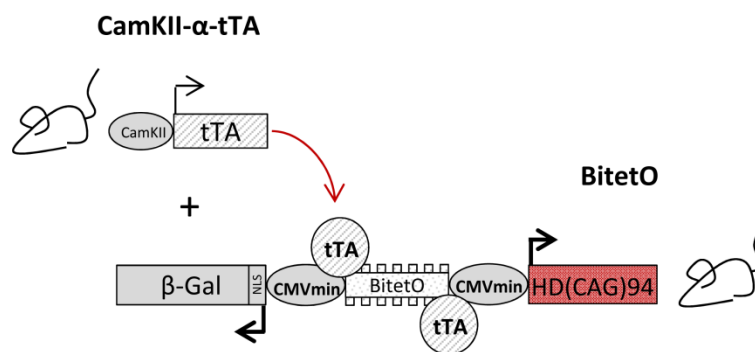 CamKII-α-tTA
CamKII
tTA
BitetO
+
tTA
β-Gal
NLS
CMVmin
BitetO
CMVmin
HD(CAG)94
tTA